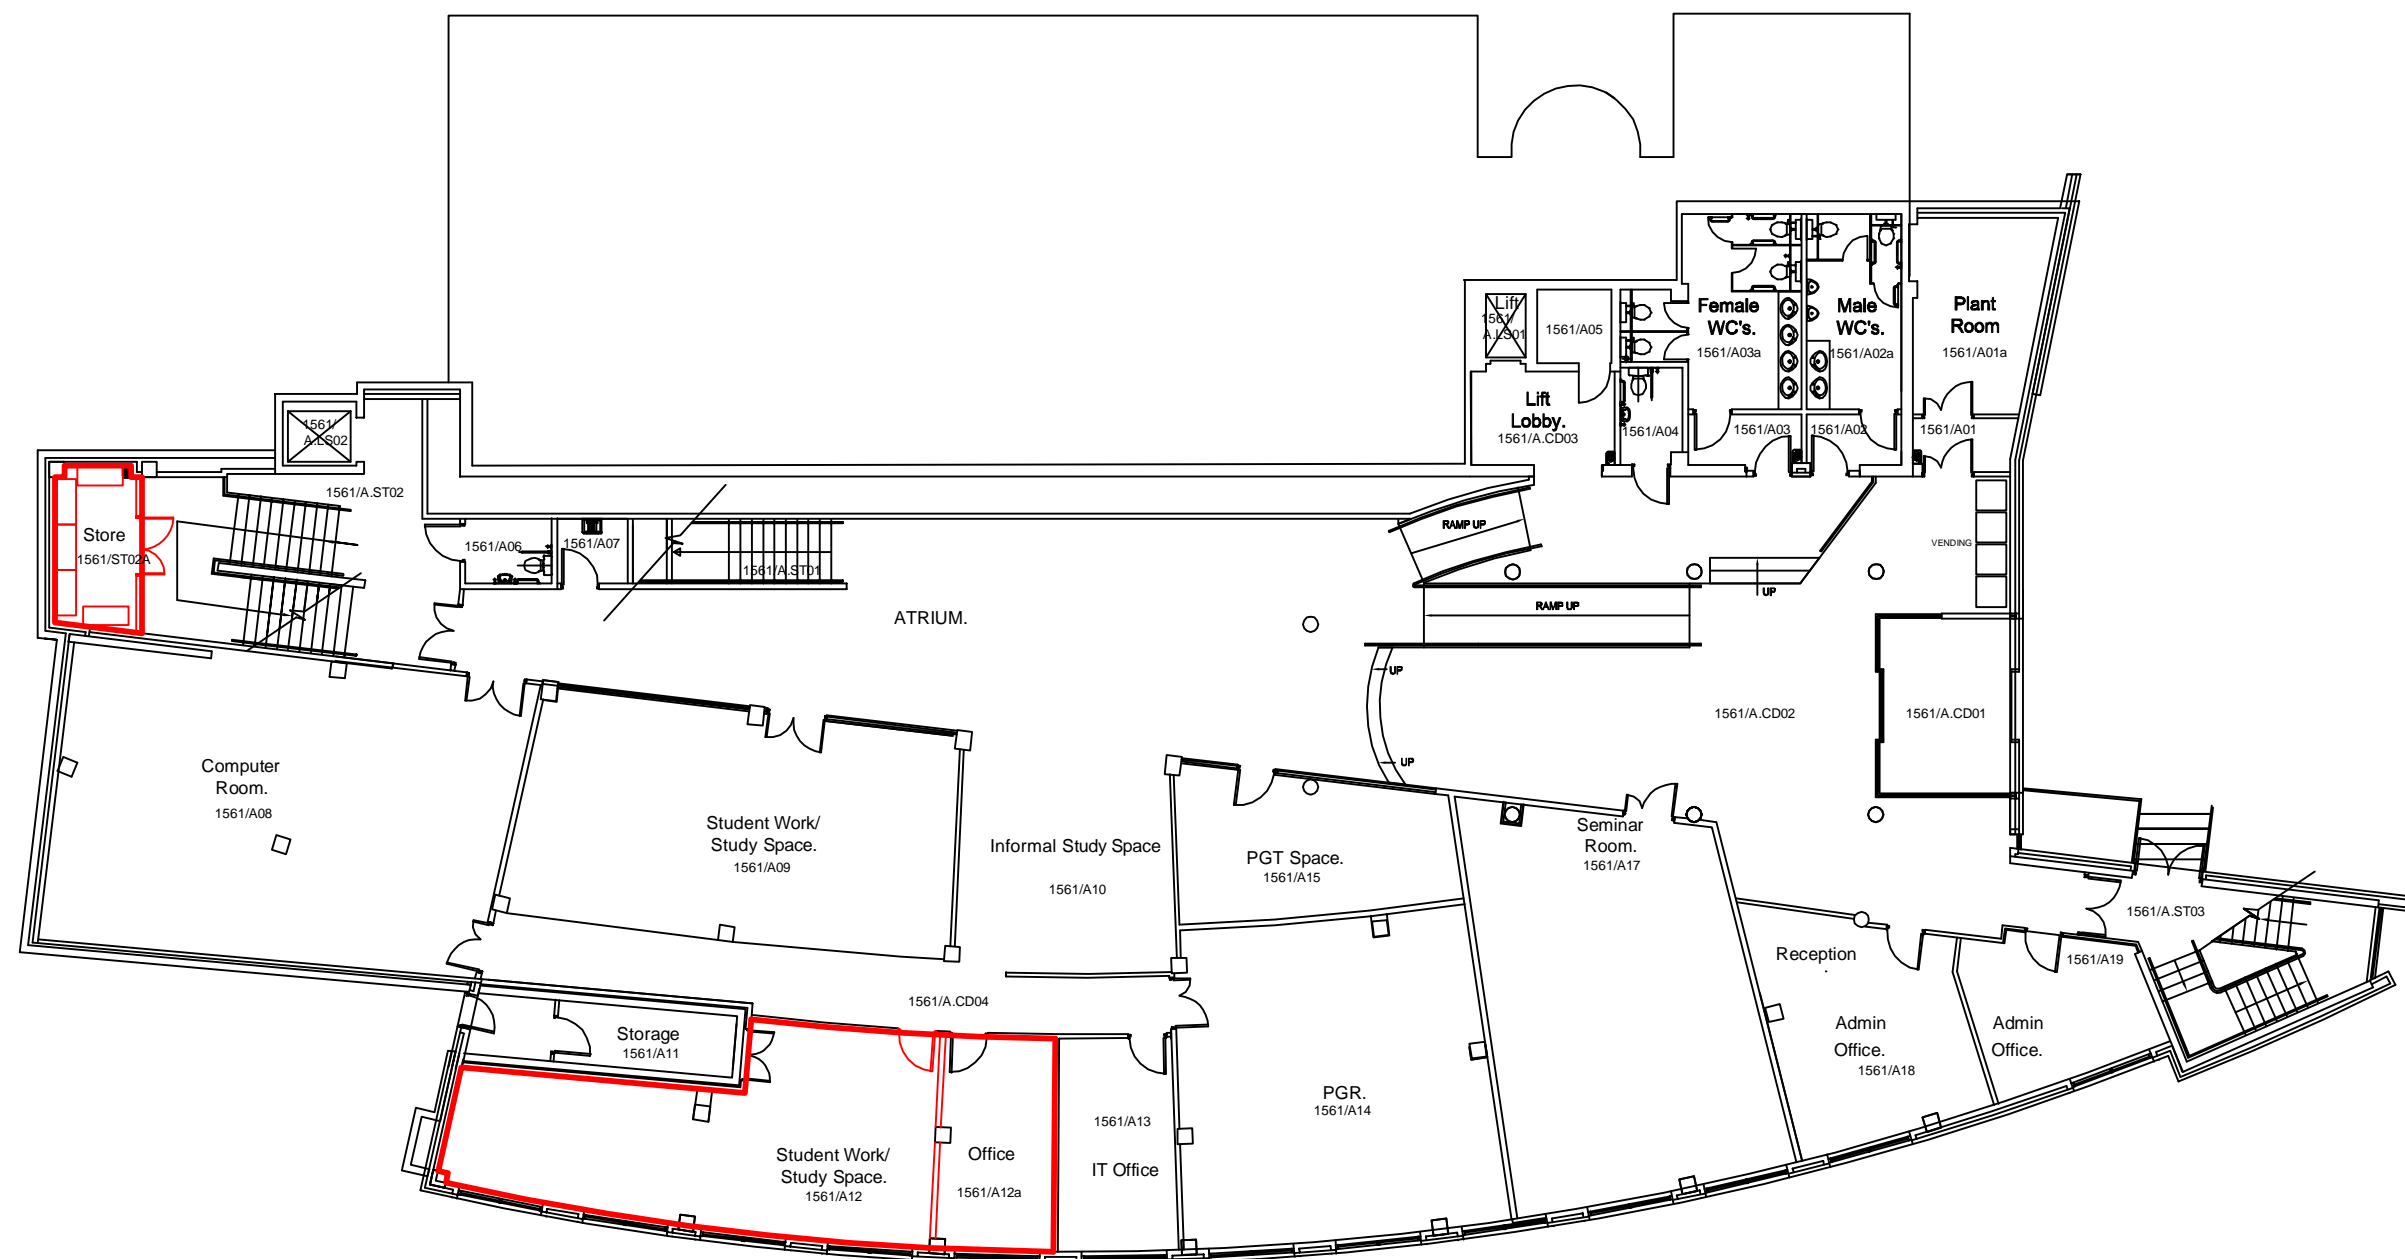 Lift
1561/
A.LS01
1561/A05
Female
WC's.
1561/A03a
Male
WC's.
1561/A02a
Plant
Room
1561/A01a
Lift
Lobby.
1561/A.CD03
1561/A04
1561/A03
1561/A02
1561/A01
1561/
A.LS02
1561/A.ST02
Store
1561/ST02A
1561/A06
1561/A07
1561/A.ST01
RAMP UP
VENDING
UP
RAMP UP
ATRIUM.
UP
UP
1561/A.CD02
1561/A.CD01
Computer
Room.
1561/A08
Student Work/
Study Space.
1561/A09
Informal Study Space
1561/A10
PGT Space.
1561/A15
Seminar
Room.
1561/A17
1561/A.ST03
Reception
.
1561/A19
1561/A.CD04
Storage
1561/A11
Admin
Office.
1561/A18
Admin
Office.
PGR.
1561/A14
1561/A13
IT Office
Student Work/
Study Space.
1561/A12
Office
1561/A12a